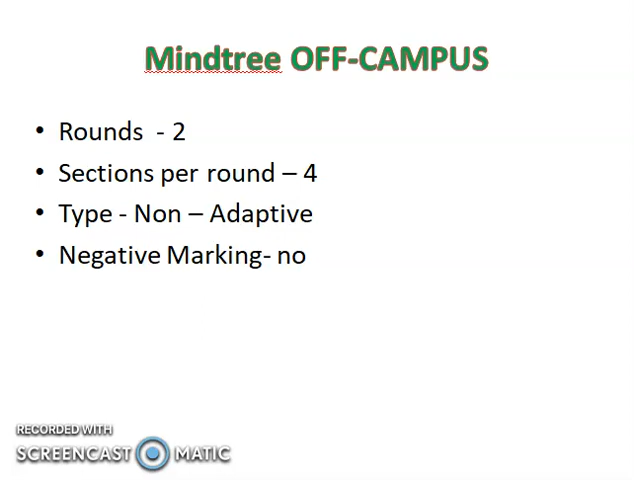 Mindtree OFF-CAMPUS
• Rounds - 2
• Sections per round – 4
• Type - Non – Adaptive
• Negative Marking- no
RECORDED WITH
SCREENCAST MATIC